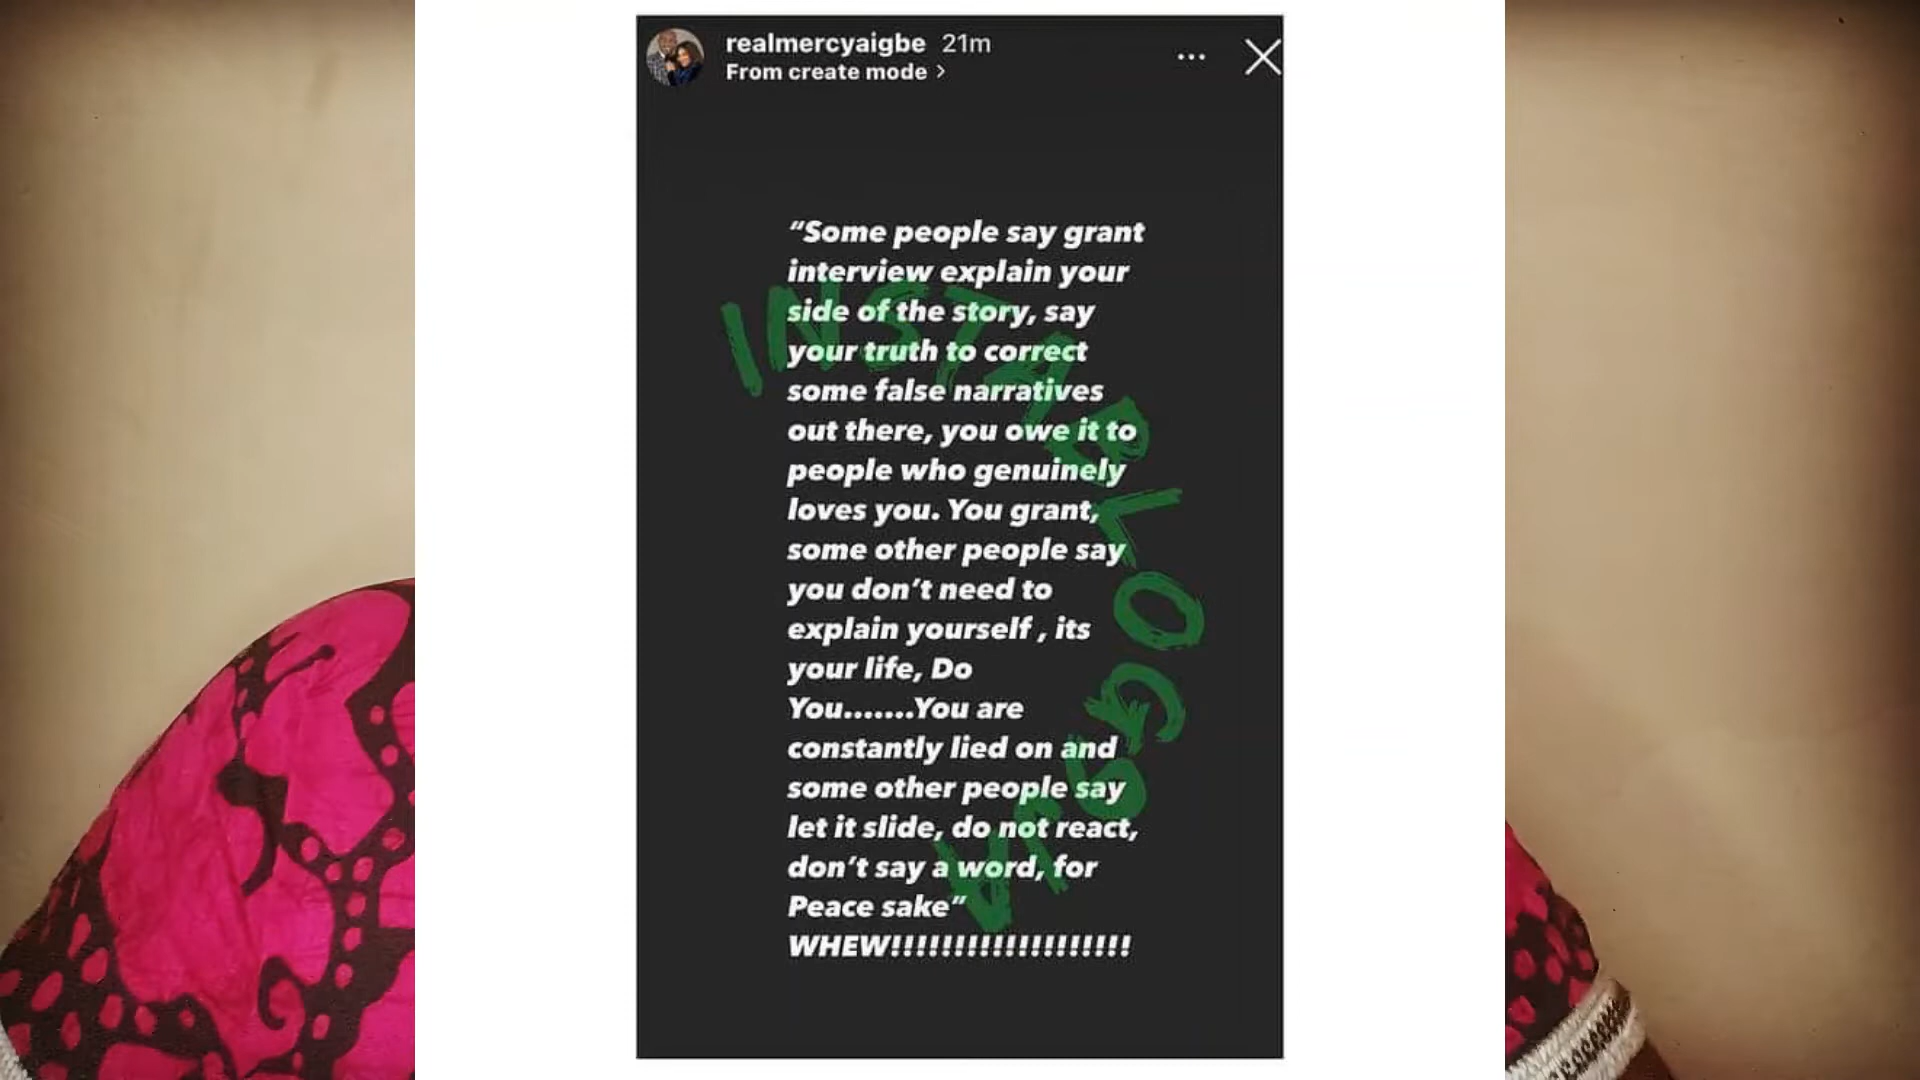 realmercyaigbe 21m
From create mode >
“Some people say grant
interview explain your
side of the story, say
your truth to correct
some false narratives
out there, you owe it to
people who genuinely
loves you. You grant,
some other people say
you don’t need to
explain yourself , its
your life, Do
You.......You are
constantly lied on and
some other people say
let it slide, do not react,
don’t say a word, for
Peace sake”
WHEW!!!!!!!!!!!!!!!!!!!
INSTABLOG9JA